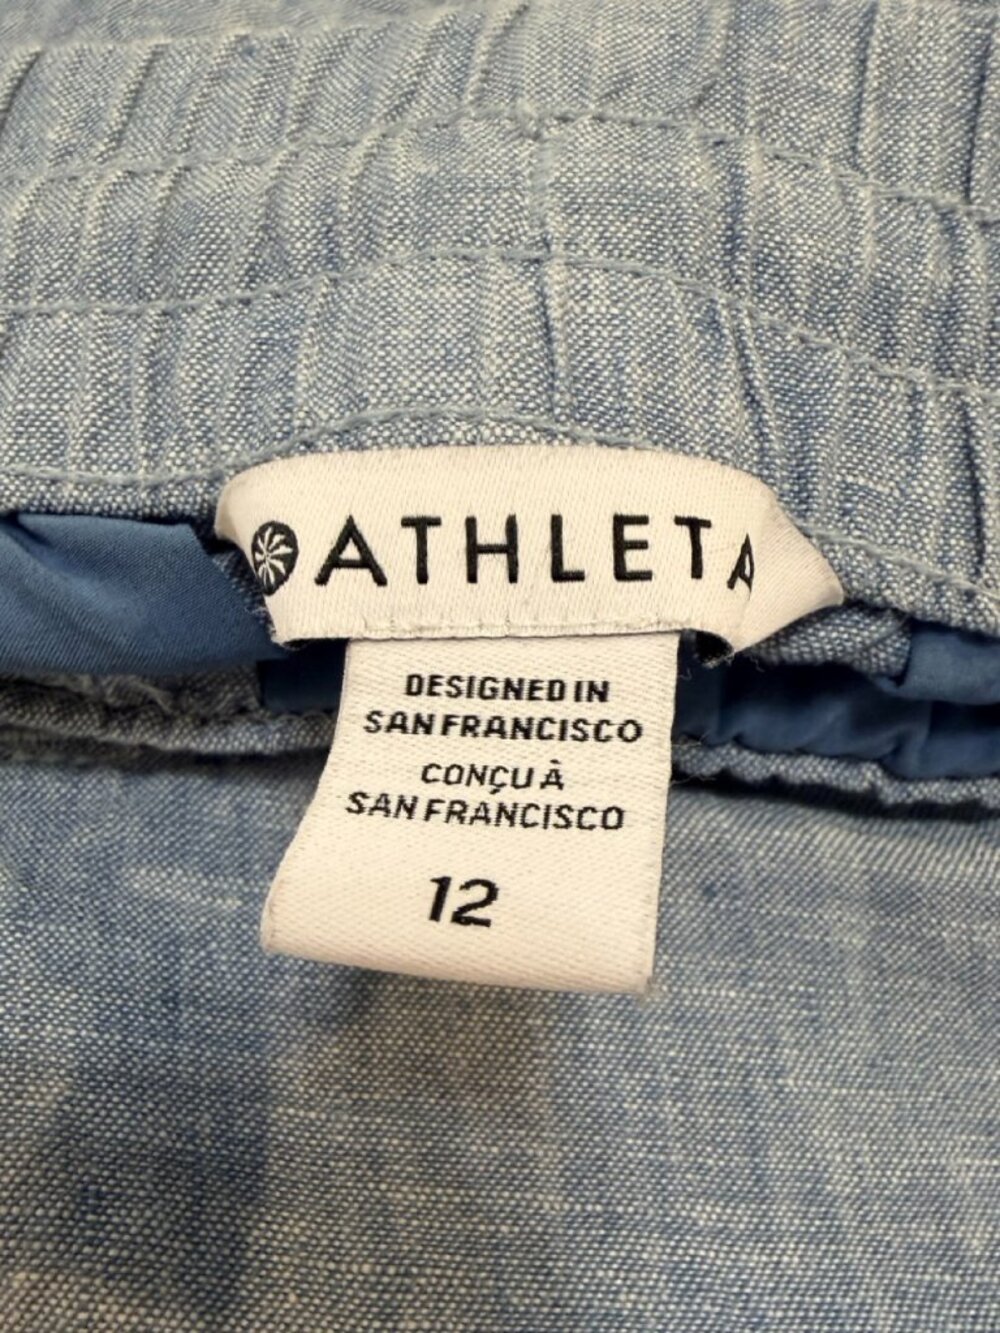 ATHLETA
DESIGNED IN
SAN FRANCISCO
CONÇU À
SAN FRANCISCO
12